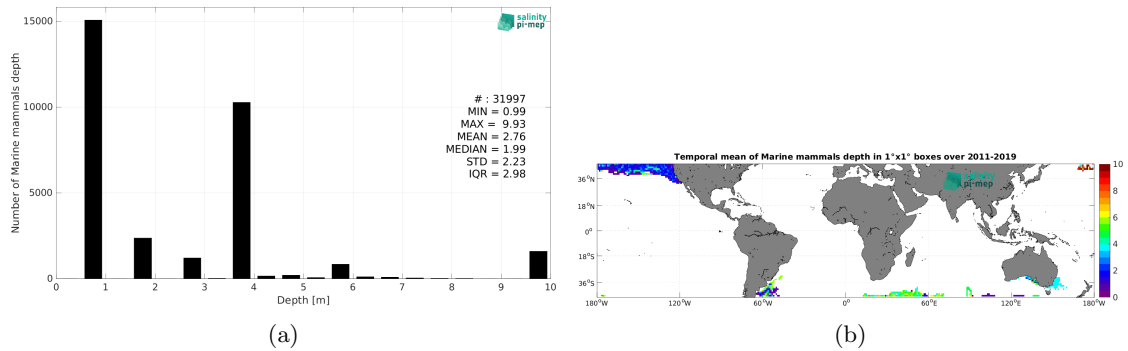 15000
10000
5000
0
Number of Marine mammals depth
salinity
pi-mep
# : 31997
MIN = 0.99
MAX = 9.93
MEAN = 2.76
MEDIAN = 1.99
STD = 2.23
IQR = 2.98
0 1 2 3 4 5 6 7 8 9 10
Depth [m]
(a)
Temporal mean of Marine mammals depth in 1°x1° boxes over 2011-2019
salinity
pi-mep
36°N
18°N
0°
18°S
36°S
180°W 120°W 60°W 0° 60°E 120°E 180°W
10
8
6
4
2
0
(b)